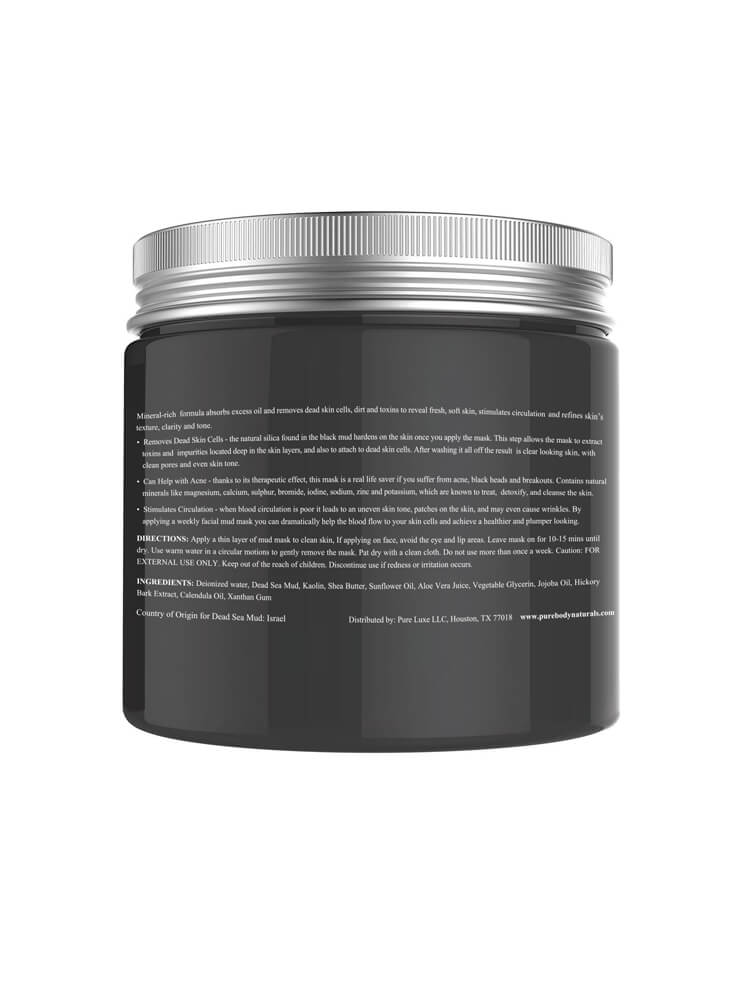 Mineral-rich formula absorbs excess oil and removes dead skin cells, dirt and toxins to reveal fresh, soft skin, stimulates circulation and refines skin's
texture, clarity and tone.
• Removes Dead Skin Cells - the natural silica found in the black mud hardens on the skin once you apply the mask. This step allows the mask to extract
toxins and impurities located deep in the skin layers, and also to attach to dead skin cells. After washing it all off the result is clear looking skin, with
clean pores and even skin tone.
• Can Help with Acne - thanks to its therapeutic effect, this mask is a real life saver if you suffer from acne, black heads and breakouts. Contains natural
minerals like magnesium, calcium, sulphur, bromide, iodine, sodium, zinc and potassium, which are known to treat, detoxify, and cleanse the skin.
• Stimulates Circulation - when blood circulation is poor it leads to an uneven skin tone, patches on the skin, and may even cause wrinkles. By
applying a weekly facial mud mask you can dramatically help the blood flow to your skin cells and achieve a healthier and plumper looking.
DIRECTIONS: Apply a thin layer of mud mask to clean skin, If applying on face, avoid the eye and lip areas. Leave mask on for 10-15 mins until
dry. Use warm water in a circular motions to gently remove the mask. Pat dry with a clean cloth. Do not use more than once a week. Caution: FOR
EXTERNAL USE ONLY. Keep out of the reach of children. Discontinue use if redness or irritation occurs.
INGREDIENTS: Deionized water, Dead Sea Mud, Kaolin, Shea Butter, Sunflower Oil, Aloe Vera Juice, Vegetable Glycerin, Jojoba Oil, Hickory
Bark Extract, Calendula Oil, Xanthan Gum
Country of Origin for Dead Sea Mud: Israel
Distributed by: Pure Luxe LLC, Houston, TX 77018 www.purebodynaturals.com